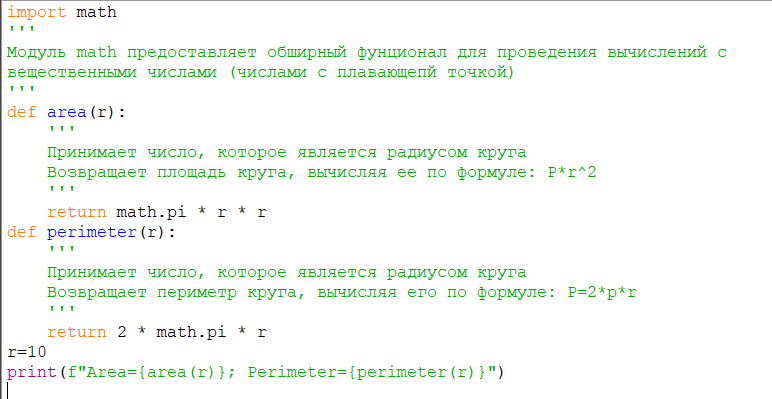 import math
'''
Модуль math предоставляет обширный фунционал для проведения вычислений с
вещественными числами (числами с плавающепй точкой)
'''
def area(r):
    '''
    Принимает число, которое является радиусом круга
    Возвращает площадь круга, вычисляя ее по формуле: P*r^2
    '''
    return math.pi * r * r
def perimeter(r):
    '''
    Принимает число, которое является радиусом круга
    Возвращает периметр круга, вычисляя его по формуле: P=2*p*r
    '''
    return 2 * math.pi * r
r=10
print(f"Area={area(r)}; Perimeter={perimeter(r)}")